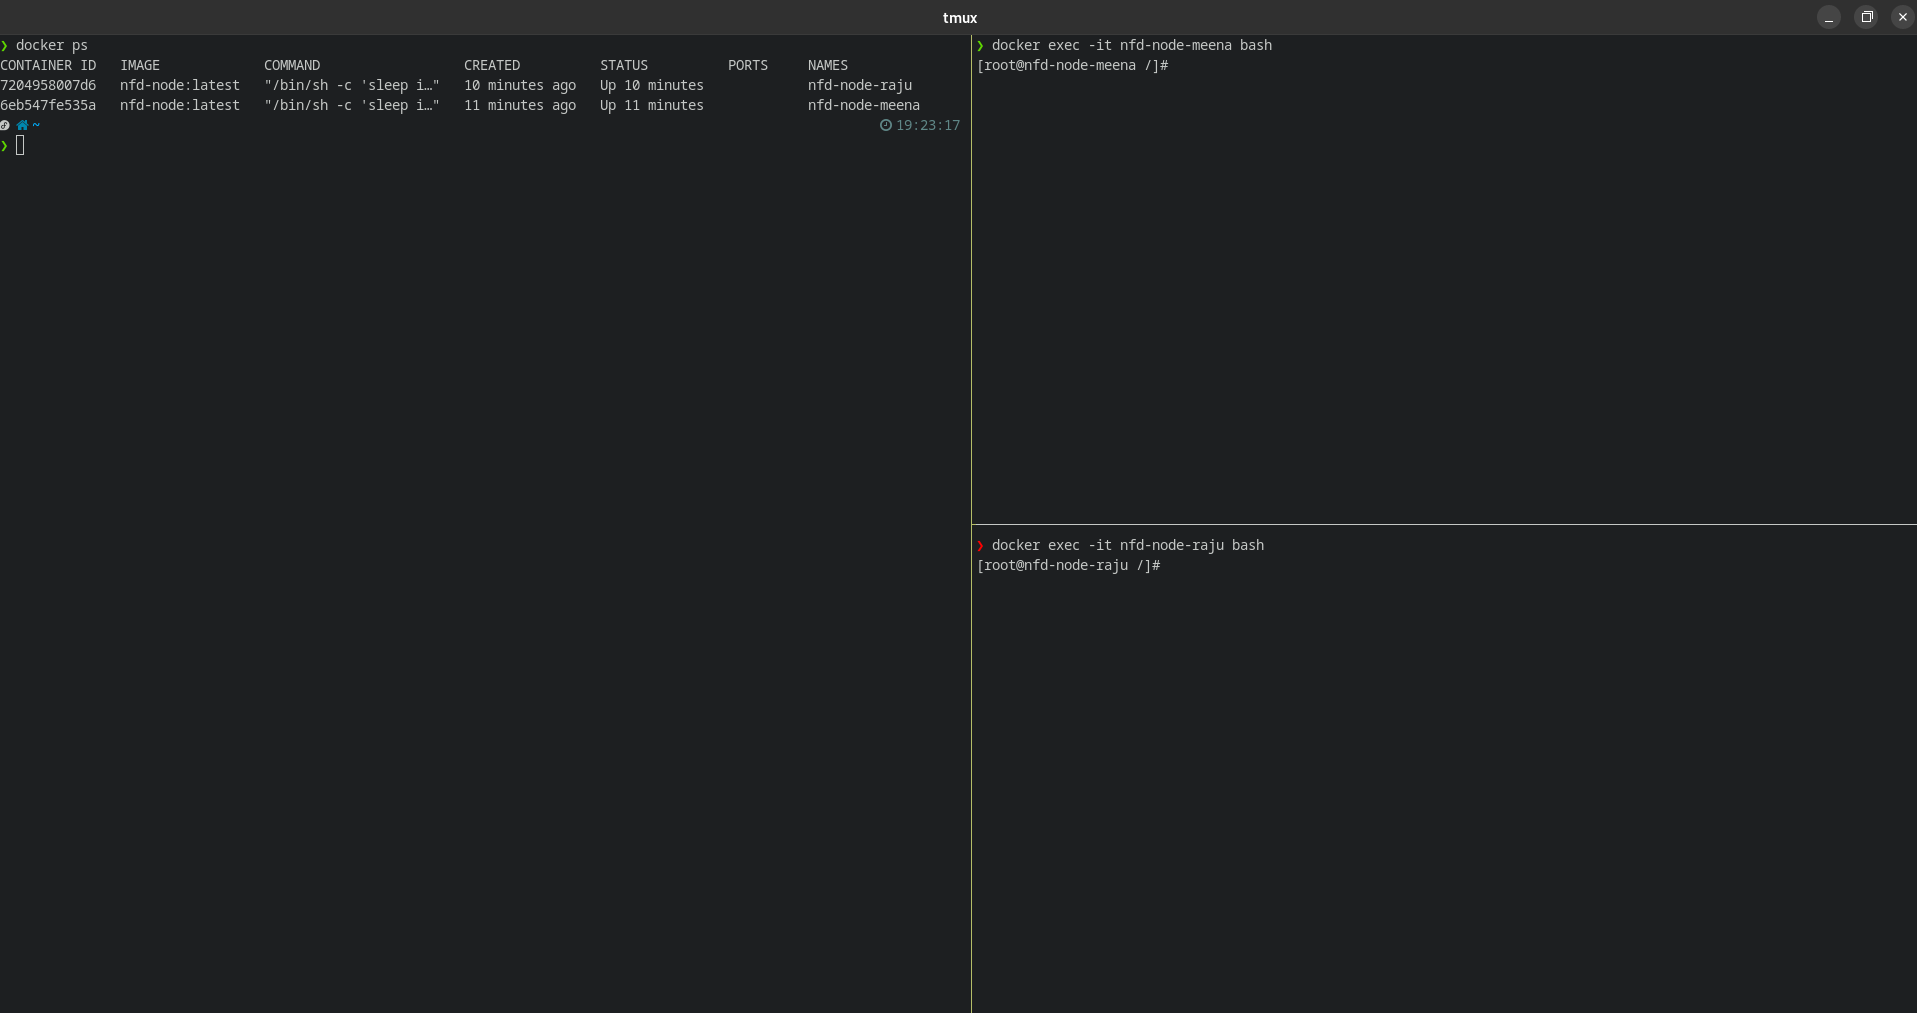 tmux
❯ docker ps
CONTAINER ID   IMAGE             COMMAND                  CREATED          STATUS          PORTS     NAMES
7204958007d6   nfd-node:latest   "/bin/sh -c 'sleep i…"   10 minutes ago   Up 10 minutes             nfd-node-raju
6eb547fe535a   nfd-node:latest   "/bin/sh -c 'sleep i…"   11 minutes ago   Up 11 minutes             nfd-node-meena
~ 19:23:17
❯
❯ docker exec -it nfd-node-meena bash
[root@nfd-node-meena /]#
❯ docker exec -it nfd-node-raju bash
[root@nfd-node-raju /]#